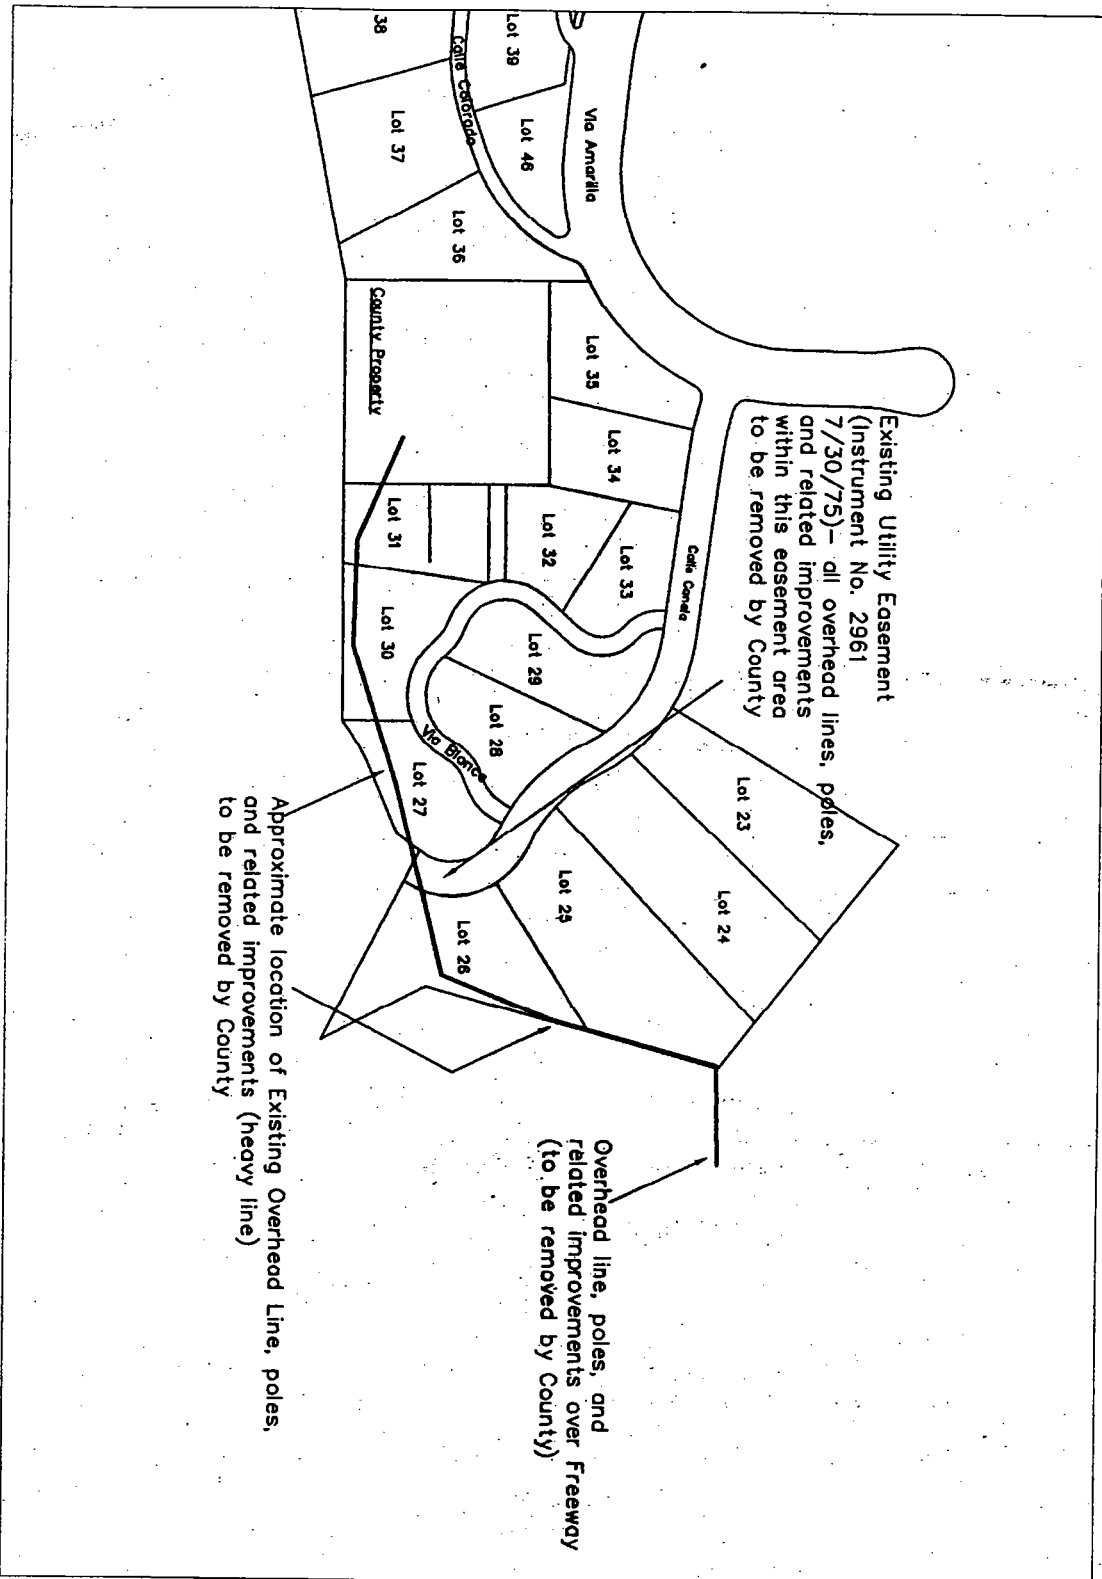 Existing Utility Easement
(Instrument No. 2961
7/30/75)- all overhead lines, poles,
and related improvements
within this easement area
to be removed by County
Overhead line, poles, and
related improvements over Freeway
(to be removed by County)
Approximate location of Existing Overhead Line, poles,
and related improvements (heavy line)
to be removed by County
Via Amarilla
Calle Colorado
Calle Canela
Via Blanca
County Property
38
Lot 39
Lot 46
Lot 37
Lot 36
Lot 35
Lot 34
Lot 33
Lot 32
Lot 31
Lot 30
Lot 29
Lot 28
Lot 27
Lot 26
Lot 25
Lot 24
Lot 23